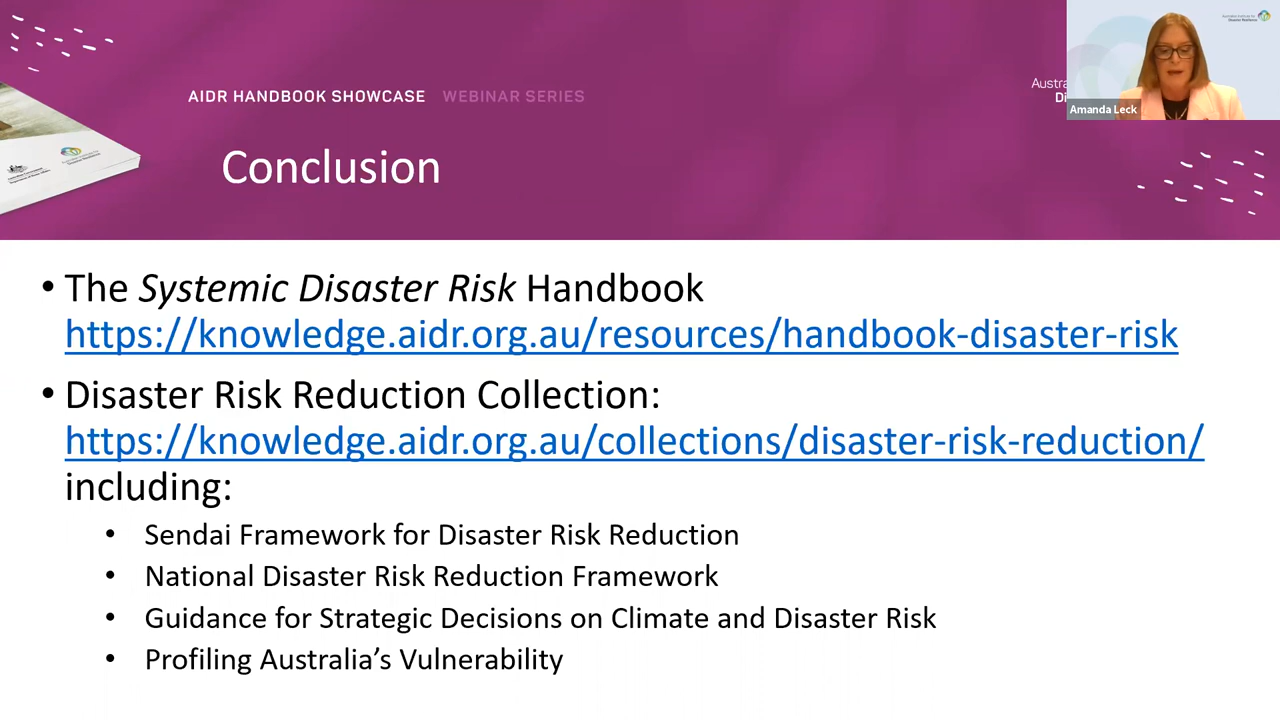 AIDR HANDBOOK SHOWCASE WEBINAR SERIES
Amanda Leck
Conclusion
• The Systemic Disaster Risk Handbook
https://knowledge.aidr.org.au/resources/handbook-disaster-risk
• Disaster Risk Reduction Collection:
https://knowledge.aidr.org.au/collections/disaster-risk-reduction/
including:
• Sendai Framework for Disaster Risk Reduction
• National Disaster Risk Reduction Framework
• Guidance for Strategic Decisions on Climate and Disaster Risk
• Profiling Australia’s Vulnerability